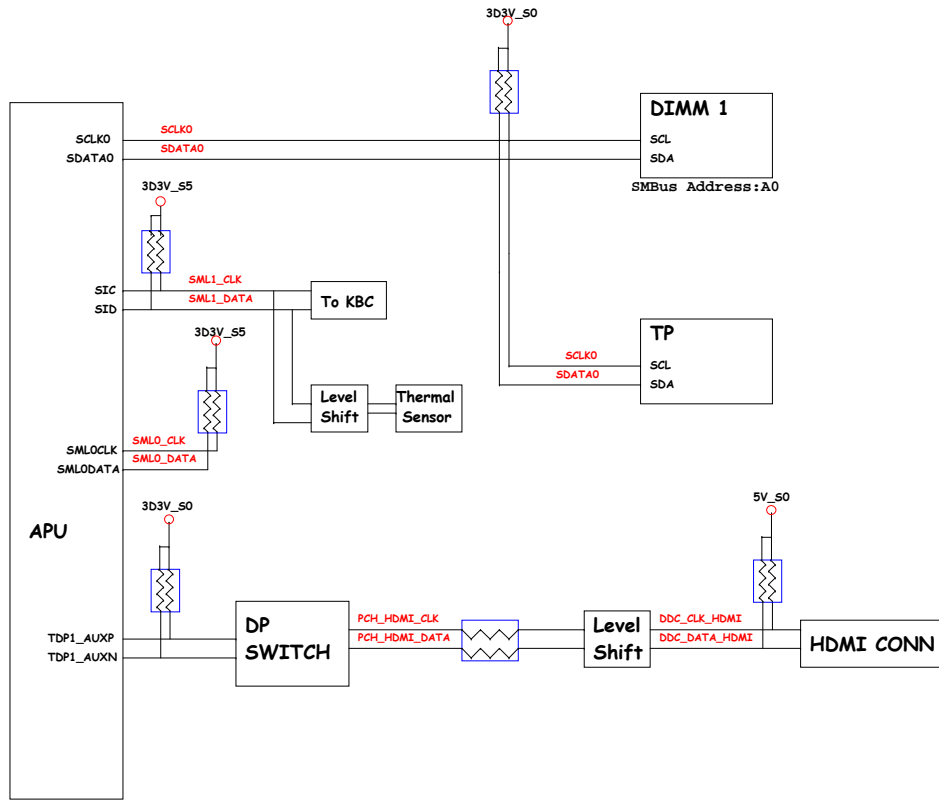 3D3V_S0
DIMM 1
SCLK0
SCLK0
SCL
SDATA0
SDATA0
SDA
SMBus Address:A0
3D3V_S5
SIC
SML1_CLK
SID
SML1_DATA
To KBC
3D3V_S5
TP
SCLK0
SCL
SDATA0
SDA
Level
Shift
Thermal
Sensor
SML0CLK
SML0_CLK
SML0DATA
SML0_DATA
3D3V_S0
5V_S0
APU
TDP1_AUXP
TDP1_AUXN
DP
SWITCH
PCH_HDMI_CLK
PCH_HDMI_DATA
Level
Shift
DDC_CLK_HDMI
DDC_DATA_HDMI
HDMI CONN